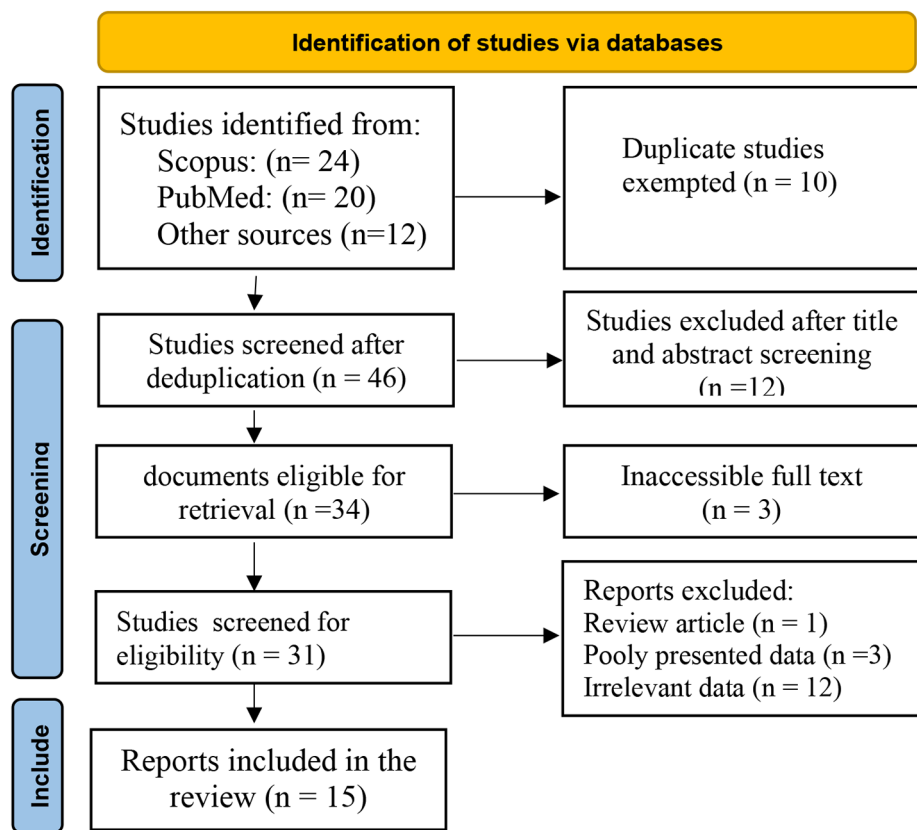 Identification of studies via databases
Identification
Studies identified from:
Scopus: (n= 24)
PubMed: (n= 20)
Other sources (n=12)
Duplicate studies
exempted (n = 10)
Screening
Studies screened after
deduplication (n = 46)
Studies excluded after title
and abstract screening
(n =12)
documents eligible for
retrieval (n =34)
Inaccessible full text
(n = 3)
Studies screened for
eligibility (n = 31)
Reports excluded:
Review article (n = 1)
Pooly presented data (n =3)
Irrelevant data (n = 12)
Include
Reports included in the
review (n = 15)